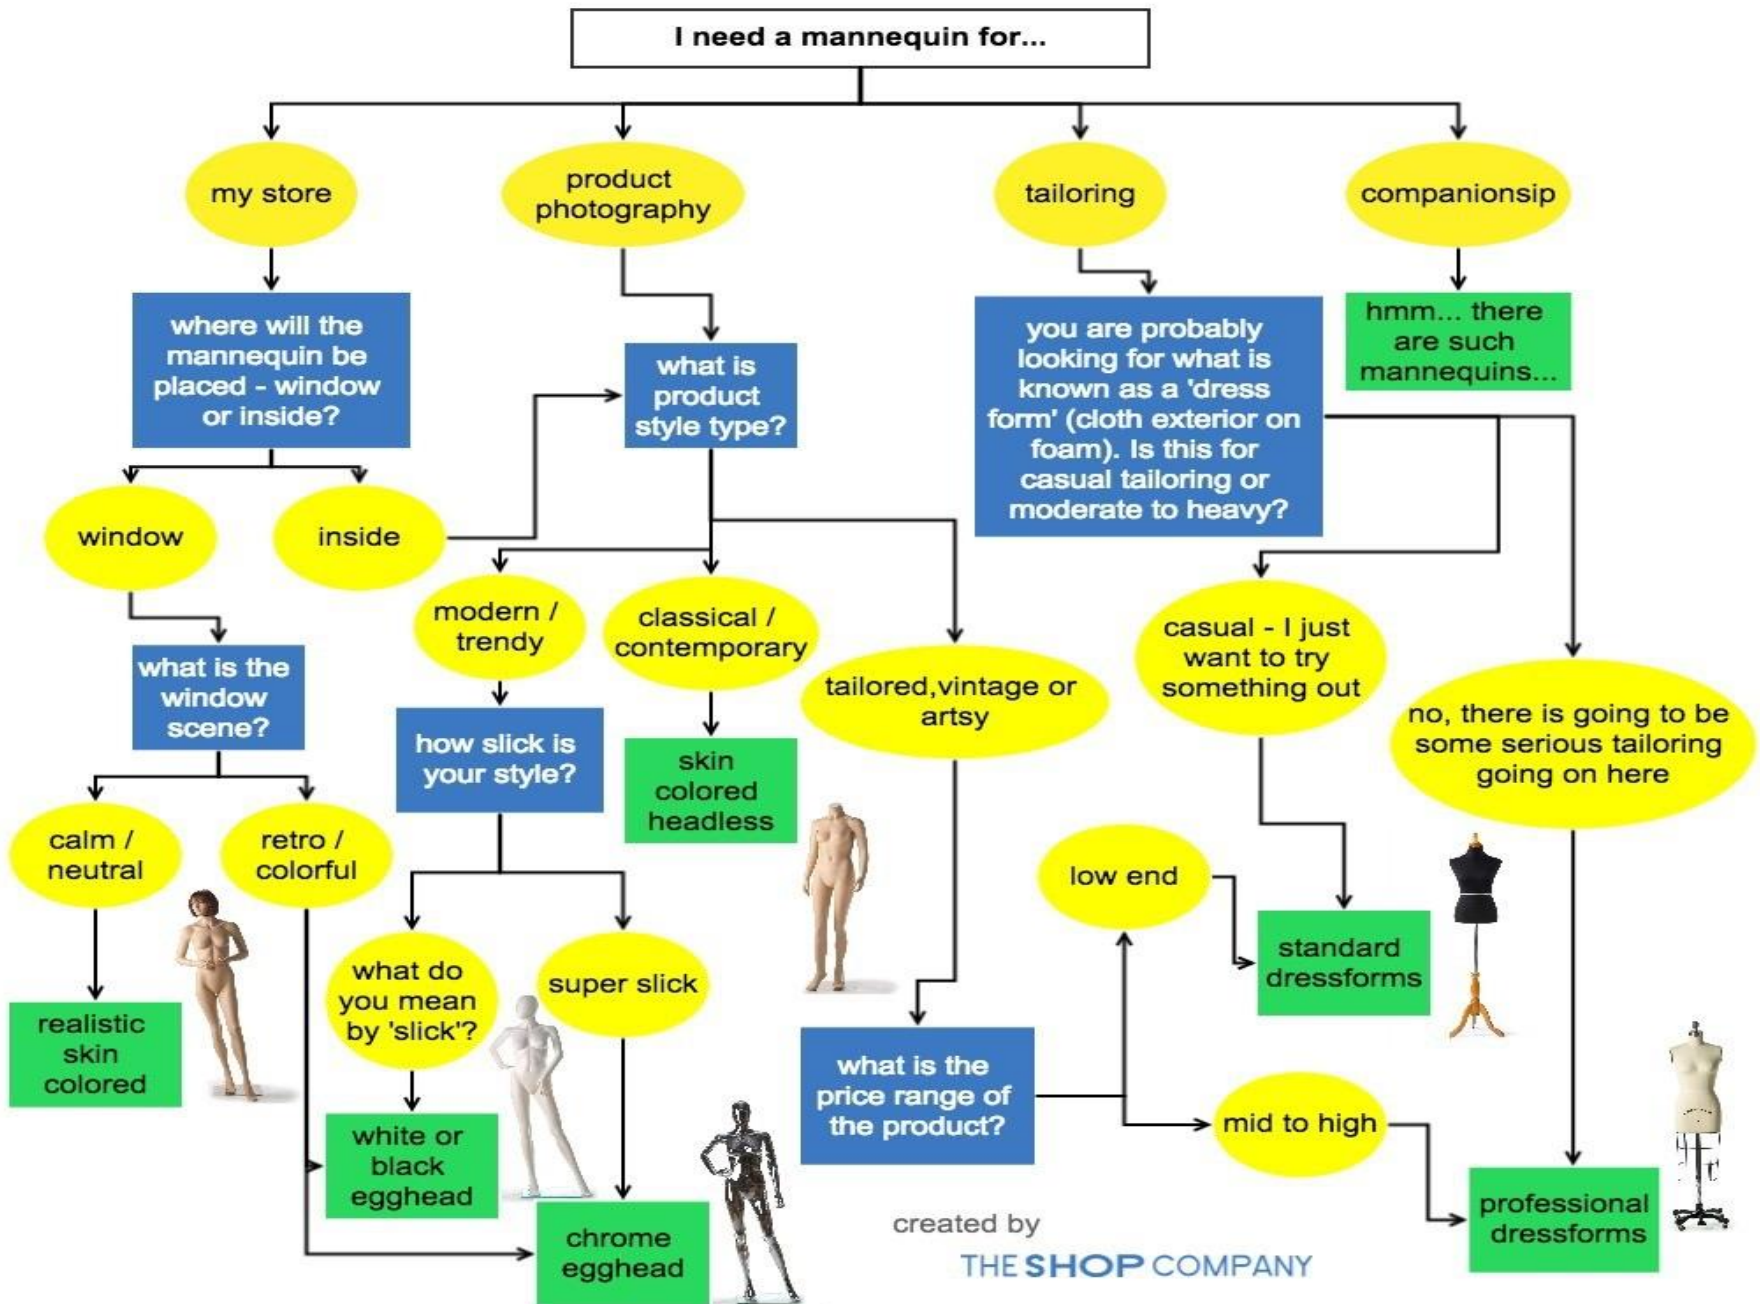 I need a mannequin for...
my store
product
photography
tailoring
companionsip
where will the
mannequin be
placed - window
or inside?
what is
product
style type?
you are probably
looking for what is
known as a 'dress
form' (cloth exterior on
foam). Is this for
casual tailoring or
moderate to heavy?
hmm... there
are such
mannequins...
window
inside
modern /
trendy
classical /
contemporary
tailored,vintage or
artsy
casual - I just
want to try
something out
no, there is going to be
some serious tailoring
going on here
what is the
window
scene?
how slick is
your style?
skin
colored
headless
calm /
neutral
retro /
colorful
low end
what do
you mean
by 'slick'?
super slick
standard
dressforms
realistic
skin
colored
what is the
price range of
the product?
mid to high
white or
black
egghead
chrome
egghead
professional
dressforms
created by
THE SHOP COMPANY